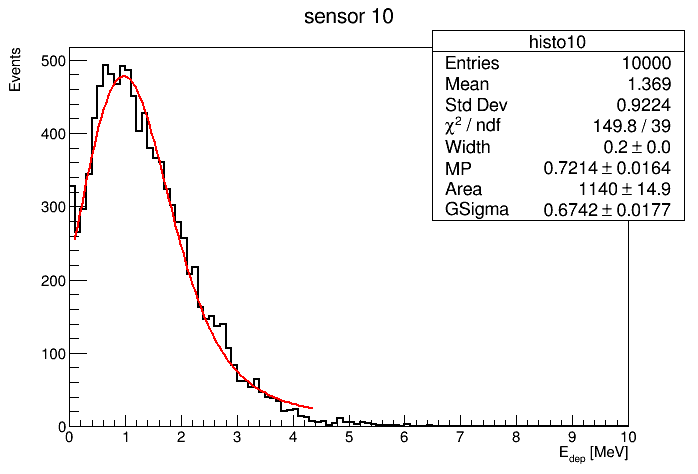 sensor 10
histo10
Entries 10000
Mean 1.369
Std Dev 0.9224
χ² / ndf 149.8 / 39
Width 0.2 ± 0.0
MP 0.7214 ± 0.0164
Area 1140 ± 14.9
GSigma 0.6742 ± 0.0177
Events
500
400
300
200
100
0
0 1 2 3 4 5 6 7 8 9 10
E_dep [MeV]